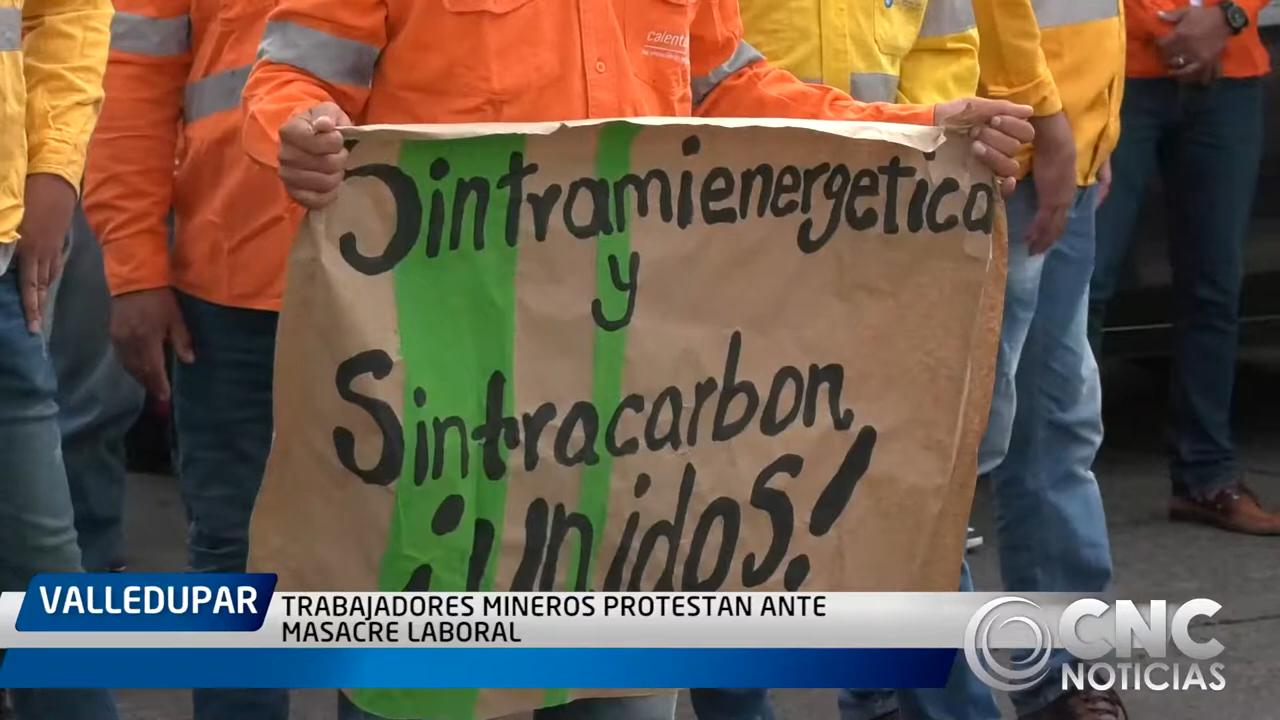 Sintramienergetica
y
Sintracarbon
¡Unidos!
VALLEDUPAR
TRABAJADORES MINEROS PROTESTAN ANTE
MASACRE LABORAL
CNC
NOTICIAS